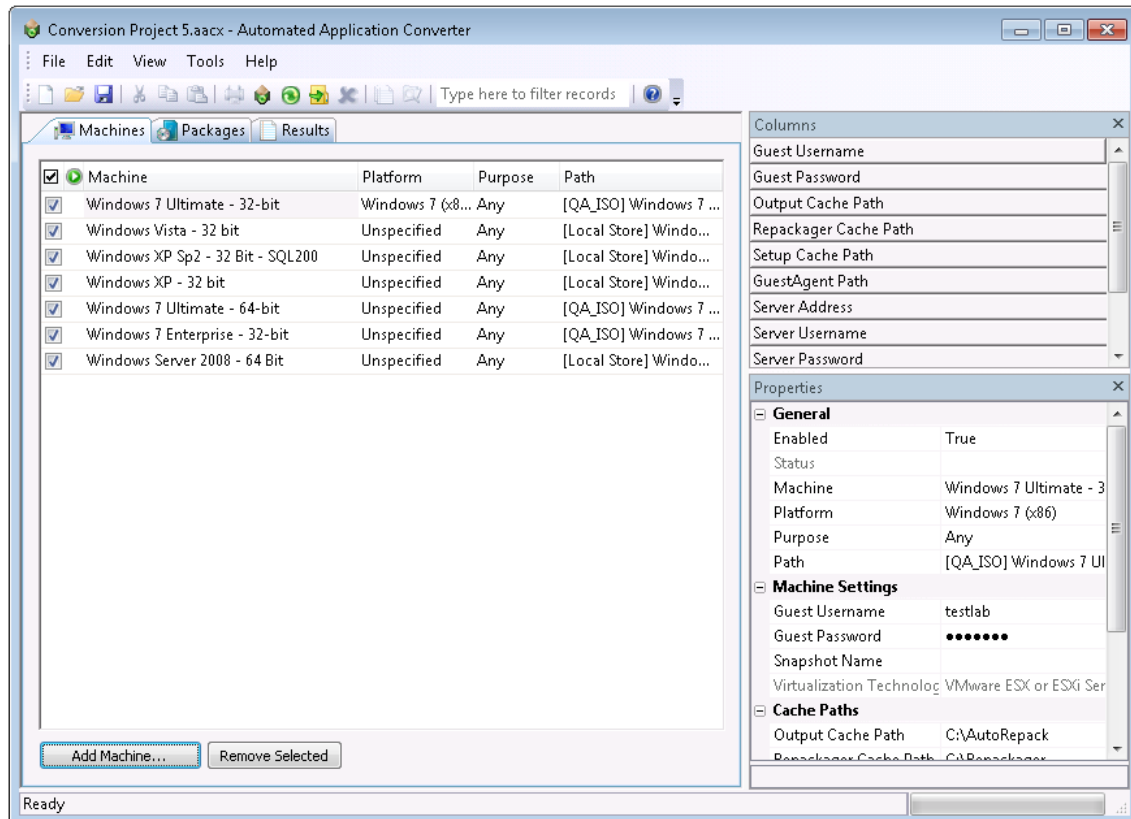 Conversion Project 5.aacx - Automated Application Converter
File Edit View Tools Help
Type here to filter records
Machines Packages Results
Machine Platform Purpose Path
Windows 7 Ultimate - 32-bit Windows 7 (x8... Any [QA_ISO] Windows 7 ...
Windows Vista - 32 bit Unspecified Any [Local Store] Windo...
Windows XP Sp2 - 32 Bit - SQL200 Unspecified Any [Local Store] Windo...
Windows XP - 32 bit Unspecified Any [Local Store] Windo...
Windows 7 Ultimate - 64-bit Unspecified Any [QA_ISO] Windows 7 ...
Windows 7 Enterprise - 32-bit Unspecified Any [QA_ISO] Windows 7 ...
Windows Server 2008 - 64 Bit Unspecified Any [Local Store] Windo...
Add Machine... Remove Selected
Columns
Guest Username
Guest Password
Output Cache Path
Repackager Cache Path
Setup Cache Path
GuestAgent Path
Server Address
Server Username
Server Password
Properties
General
Enabled True
Status
Machine Windows 7 Ultimate - 3
Platform Windows 7 (x86)
Purpose Any
Path [QA_ISO] Windows 7 Ul
Machine Settings
Guest Username testlab
Guest Password ●●●●●●●
Snapshot Name
Virtualization Technolog VMware ESX or ESXi Ser
Cache Paths
Output Cache Path C:\AutoRepack
Repackager Cache Path C:\Repackager
Ready